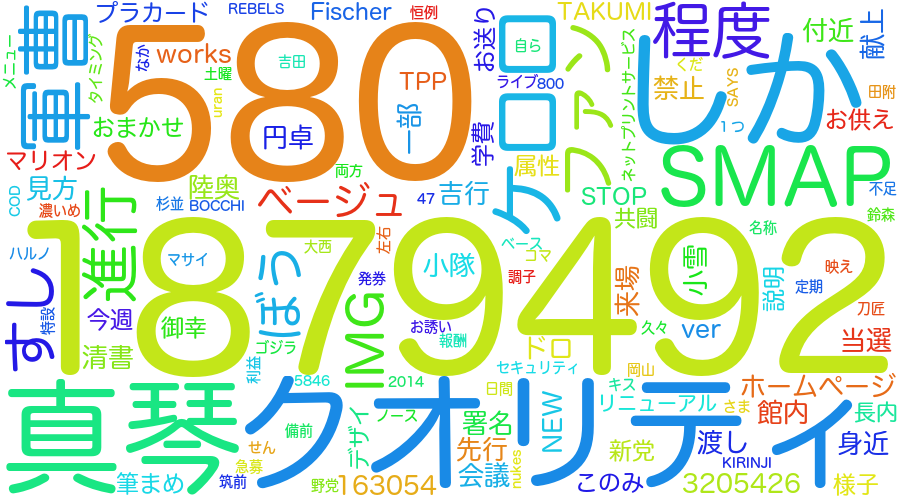 プラカード
REBELS
Fischer
恒例
TAKUMI
程度
付近
献上
書
メニュー
タイミング
なか
works
土曜
580
吉田
お送り
自ら
ファン
ネットプリントサービス
しか
くだ
禁止
SAYS
田附
軍
おまかせ
uran
円卓
TPP
一部
ライブ
800
学費
ケロロ
属性
1つ
お供え
マリオン
見方
COD
濃いめ
陸奥
杉並
BOCCHI
両方
ベージュ
47
吉行
STOP
共闘
SMAP
不足
鈴森
名称
進行
ハルノ
マサイ
大西
左右
ベース
コマ
1879492
ぼっ
発券
小隊
調子
来場
小雪
説明
映え
定期
刀匠
すし
特設
今週
御幸
ゴジラ
IMG
お誘い
報酬
ドロ
久々
ver
当選
清書
利益
5846
2014
セキュリティ
日間
岡山
キス
ホームページ
真琴
クオリティ
リニューアル
さま
館内
長内
備前
デザイ
ノース
署名
NEW
せん
急募
筑前
筆まめ
野党
163054
先行
会議
nukes
このみ
新党
渡し
KIRINJI
身近
3205426
様子